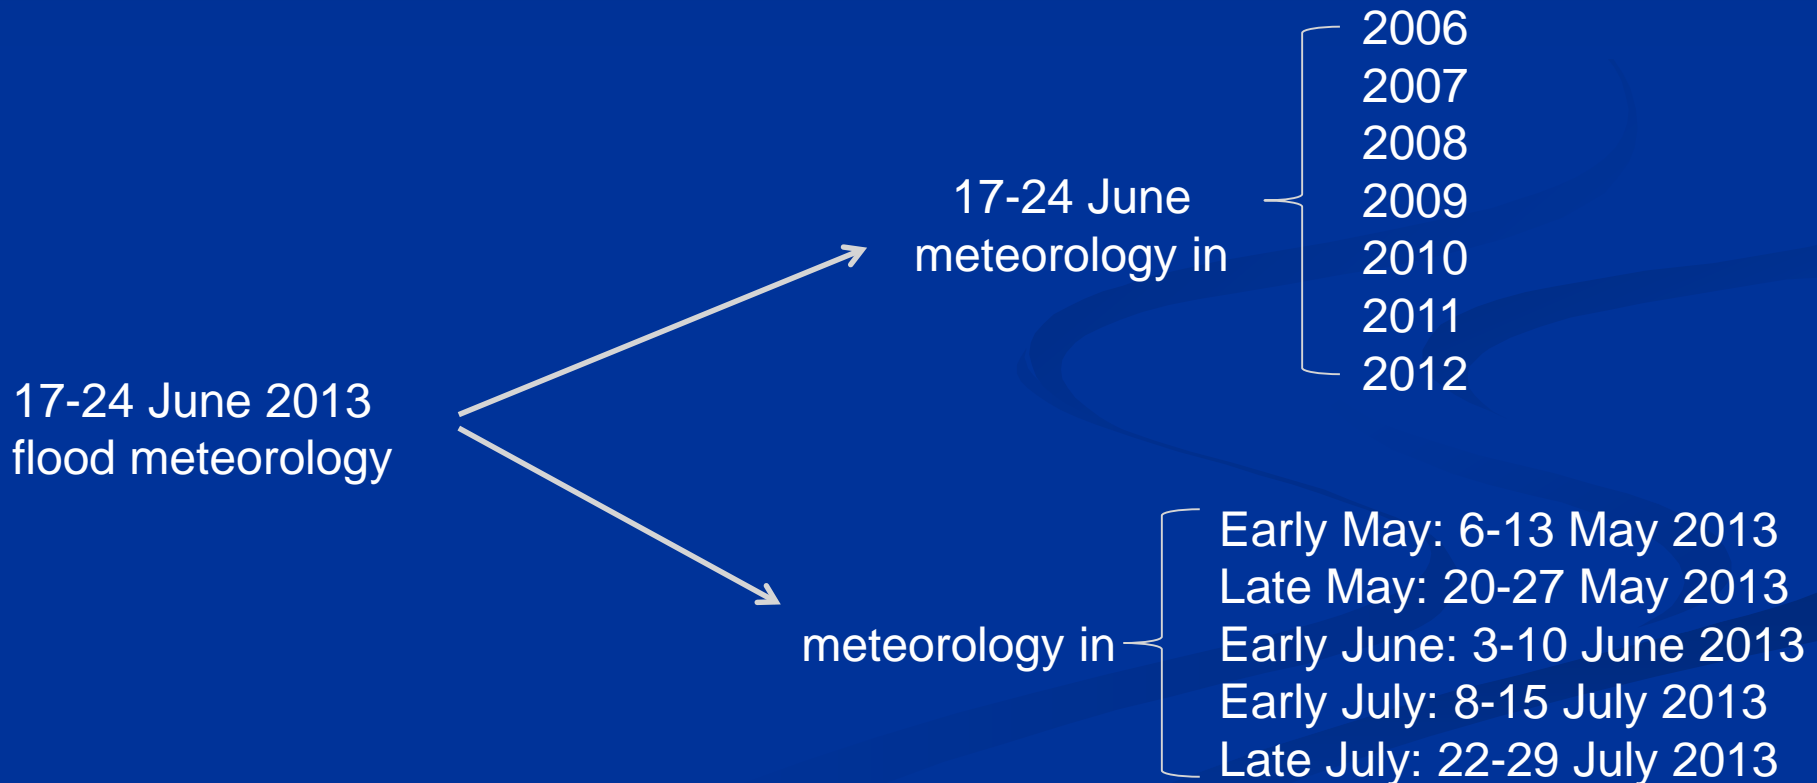 17-24 June 2013
flood meteorology
17-24 June
meteorology in
2006
2007
2008
2009
2010
2011
2012
meteorology in
Early May: 6-13 May 2013
Late May: 20-27 May 2013
Early June: 3-10 June 2013
Early July: 8-15 July 2013
Late July: 22-29 July 2013